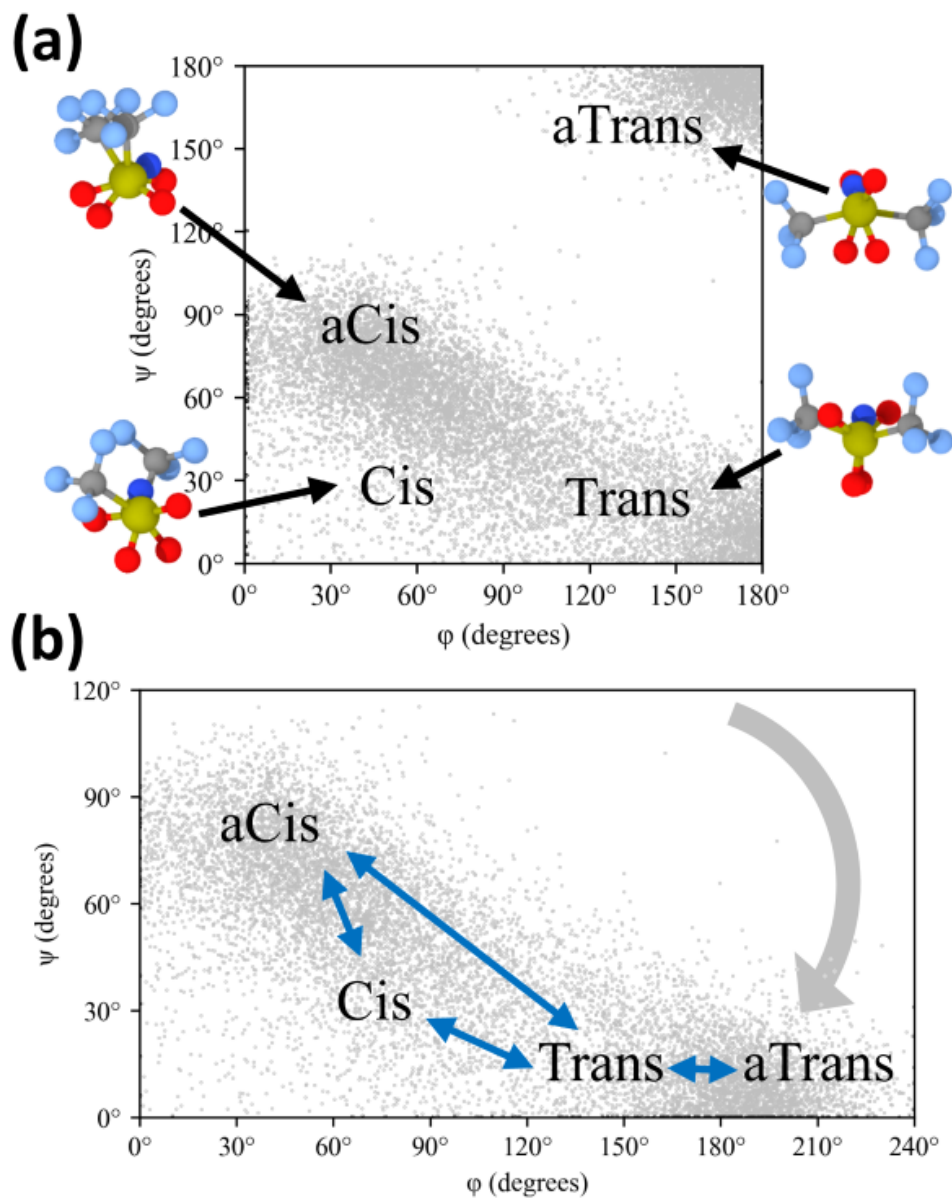 (a)
180°
150°
120°
90°
60°
30°
0°
ψ (degrees)
aTrans
aCis
Cis
Trans
0° 30° 60° 90° 120° 150° 180°
φ (degrees)
(b)
120°
90°
60°
30°
0°
ψ (degrees)
aCis
Cis
Trans aTrans
0° 30° 60° 90° 120° 150° 180° 210° 240°
φ (degrees)